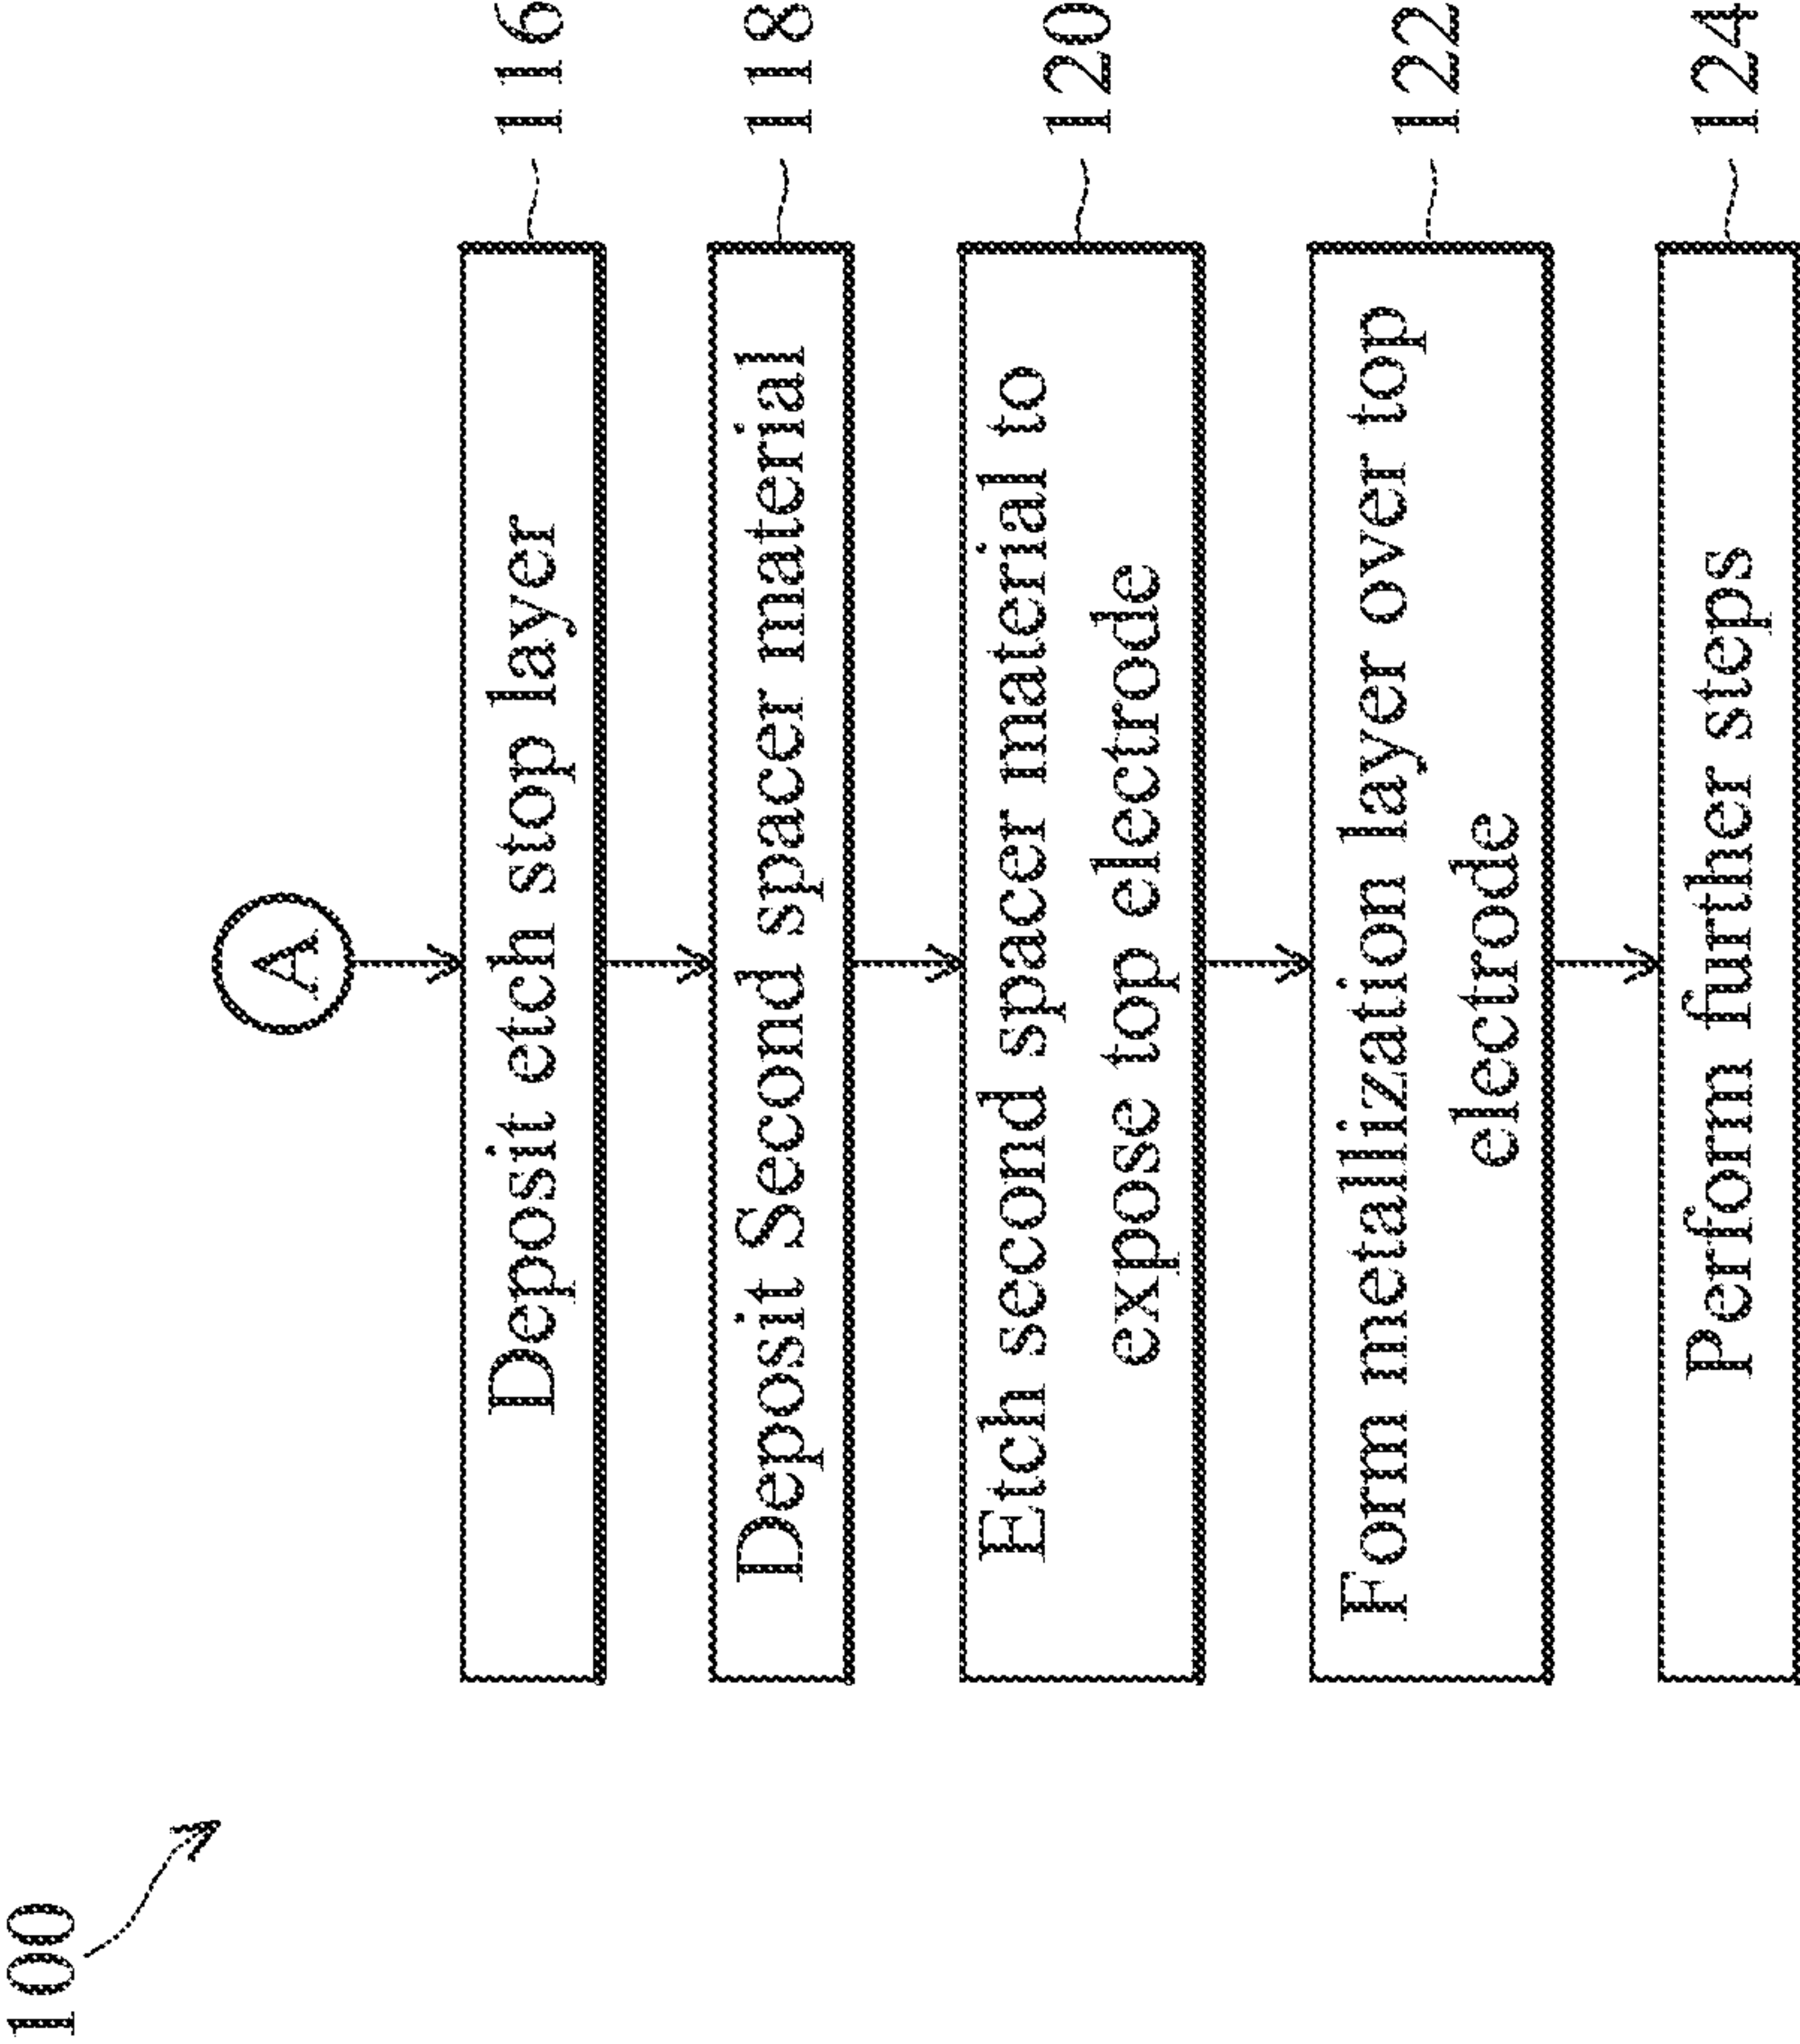 100
A
Deposit etch stop layer
116
Deposit Second spacer material
118
Etch second spacer material to
expose top electrode
120
Form metallization layer over top
electrode
122
Perform further steps
124